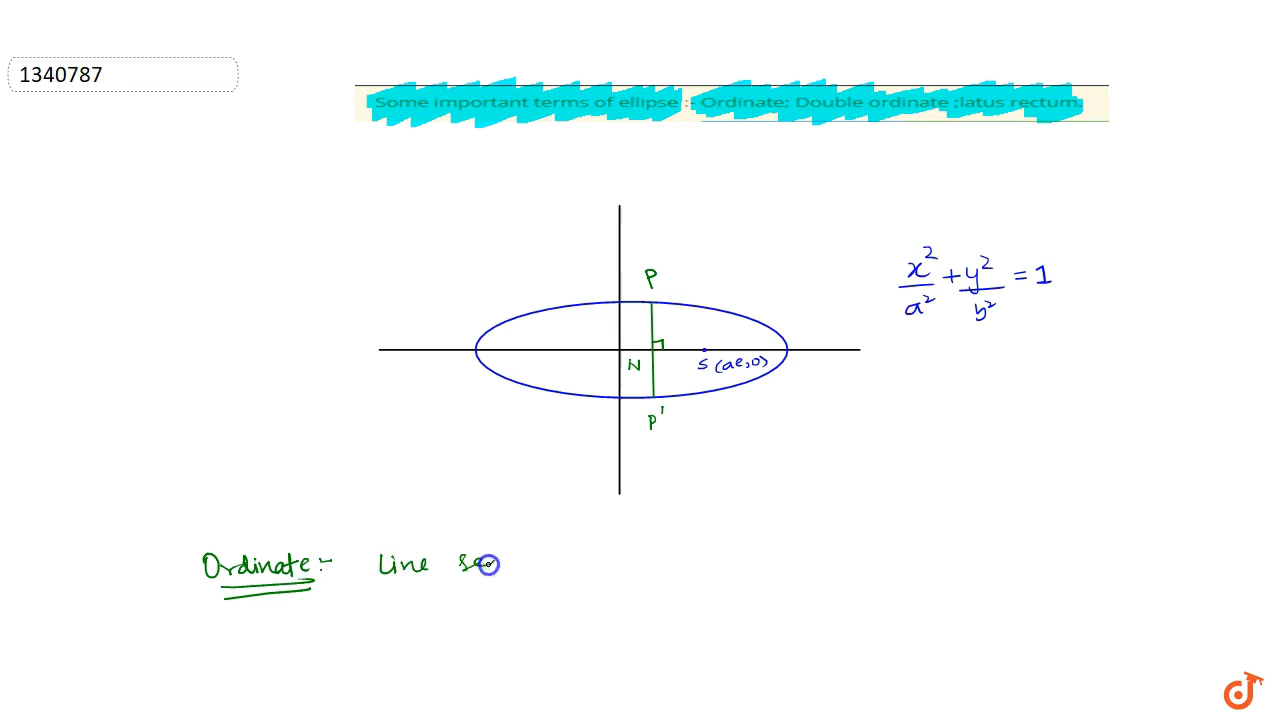 1340787
Some important terms of ellipse :- Ordinate; Double ordinate :latus rectum.
P
x²/a² + y²/b² = 1
N
S (ae,0)
P'
Ordinate :- Line se